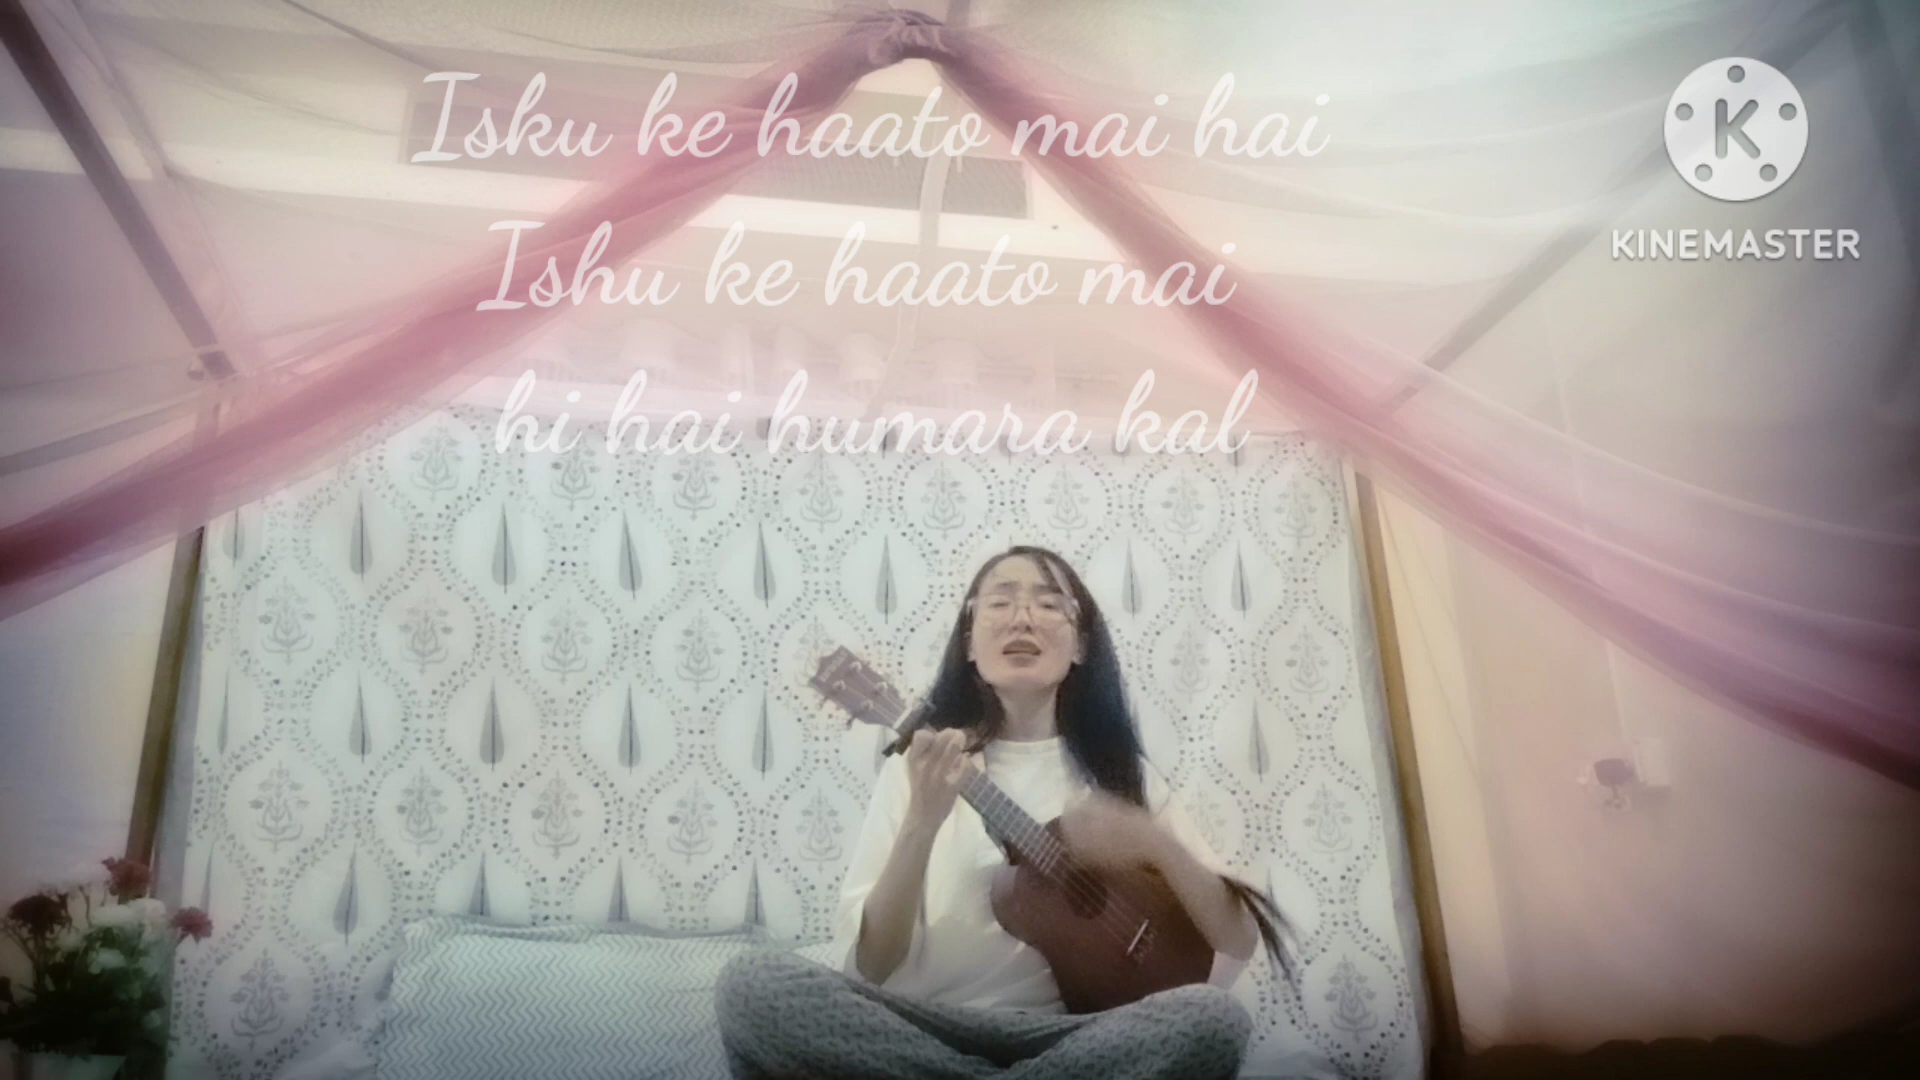 Isku ke haato mai hai
Ishu ke haato mai
hi hai humara kal
K
KINEMASTER